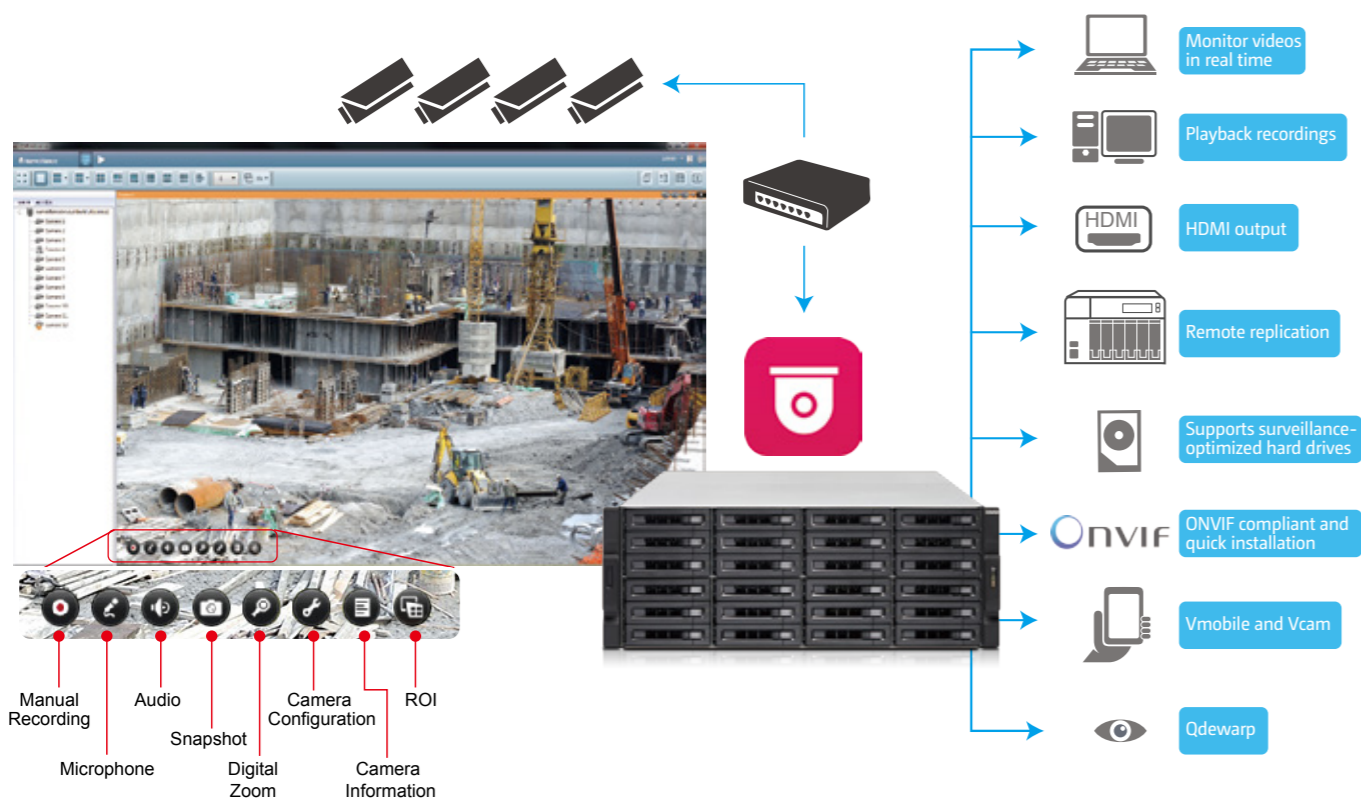 Monitor videos
in real time
Playback recordings
HDMI
HDMI output
Remote replication
Supports surveillance-
optimized hard drives
ONVIF
ONVIF compliant and
quick installation
Vmobile and Vcam
Qdewarp
Manual
Recording
Microphone
Audio
Snapshot
Digital
Zoom
Camera
Configuration
Camera
Information
ROI